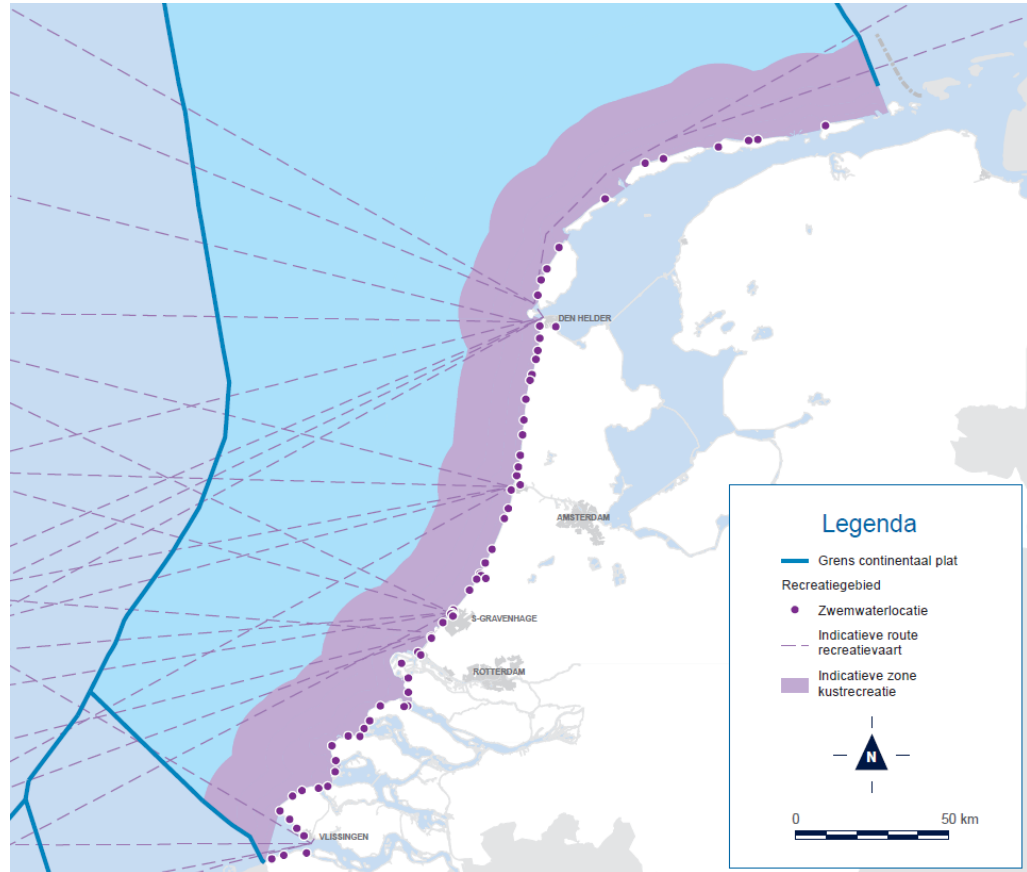 DEN HELDER
AMSTERDAM
S-GRAVENHAGE
ROTTERDAM
VLISSINGEN
Legenda
Grens continentaal plat
Recreatiegebied
Zwemwaterlocatie
Indicatieve route
recreatievaart
Indicatieve zone
kustrecreatie
N
0 50 km